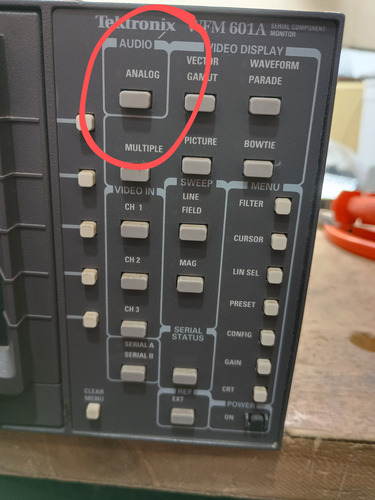 Tektronix WFM 601A SERIAL COMPONENT
MONITOR
AUDIO VIDEO DISPLAY
ANALOG VECTOR WAVEFORM
GAMUT PARADE
MULTIPLE PICTURE BOWTIE
VIDEO IN SWEEP MENU
CH 1 LINE FILTER
FIELD
CURSOR
CH 2 MAG LIN SEL
PRESET
CH 3 CONFIG
SERIAL A SERIAL
SERIAL B STATUS GAIN
CRT
CLEAR REF POWER
MENU EXT ON